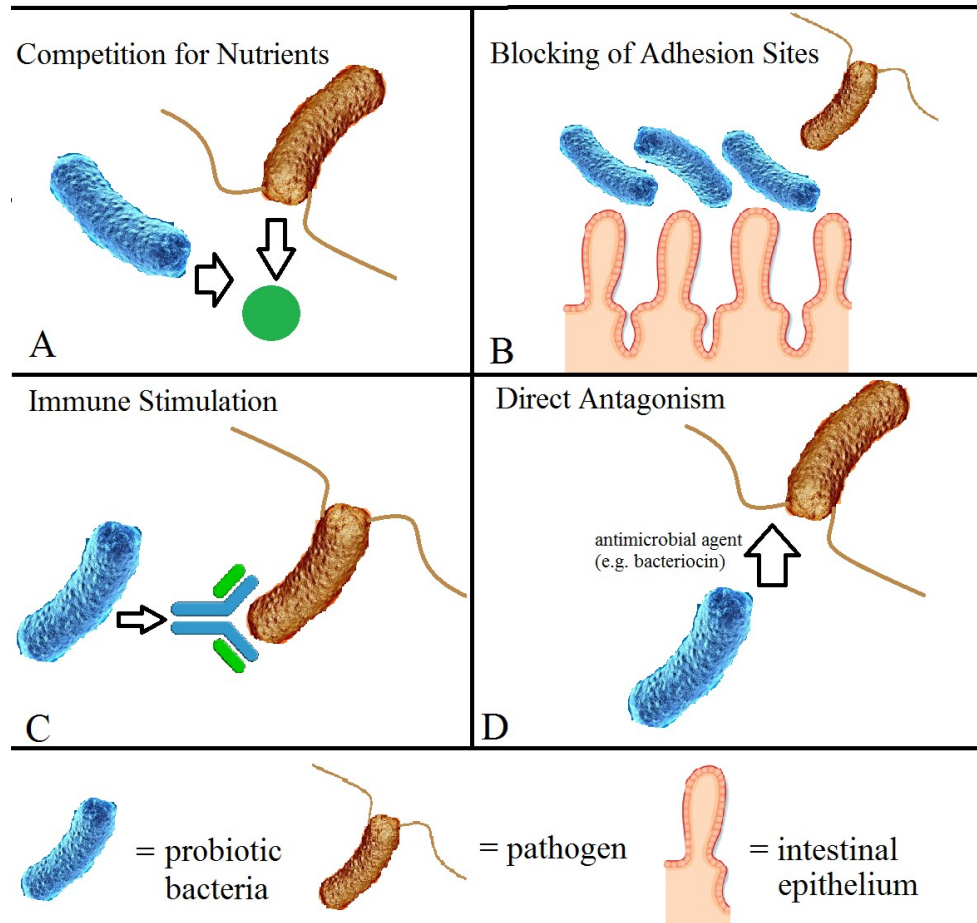 Competition for Nutrients
A
Blocking of Adhesion Sites
B
Immune Stimulation
C
Direct Antagonism
antimicrobial agent
(e.g. bacteriocin)
D
= probiotic
bacteria
= pathogen
= intestinal
epithelium